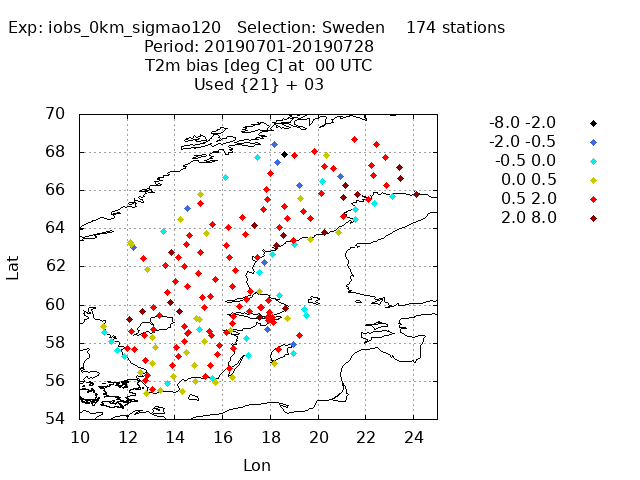 Exp: iobs_0km_sigmao120 Selection: Sweden 174 stations
Period: 20190701-20190728
T2m bias [deg C] at 00 UTC
Used {21} + 03
-8.0 -2.0
-2.0 -0.5
-0.5 0.0
0.0 0.5
0.5 2.0
2.0 8.0
70
68
66
64
62
60
58
56
54
Lat
10 12 14 16 18 20 22 24
Lon